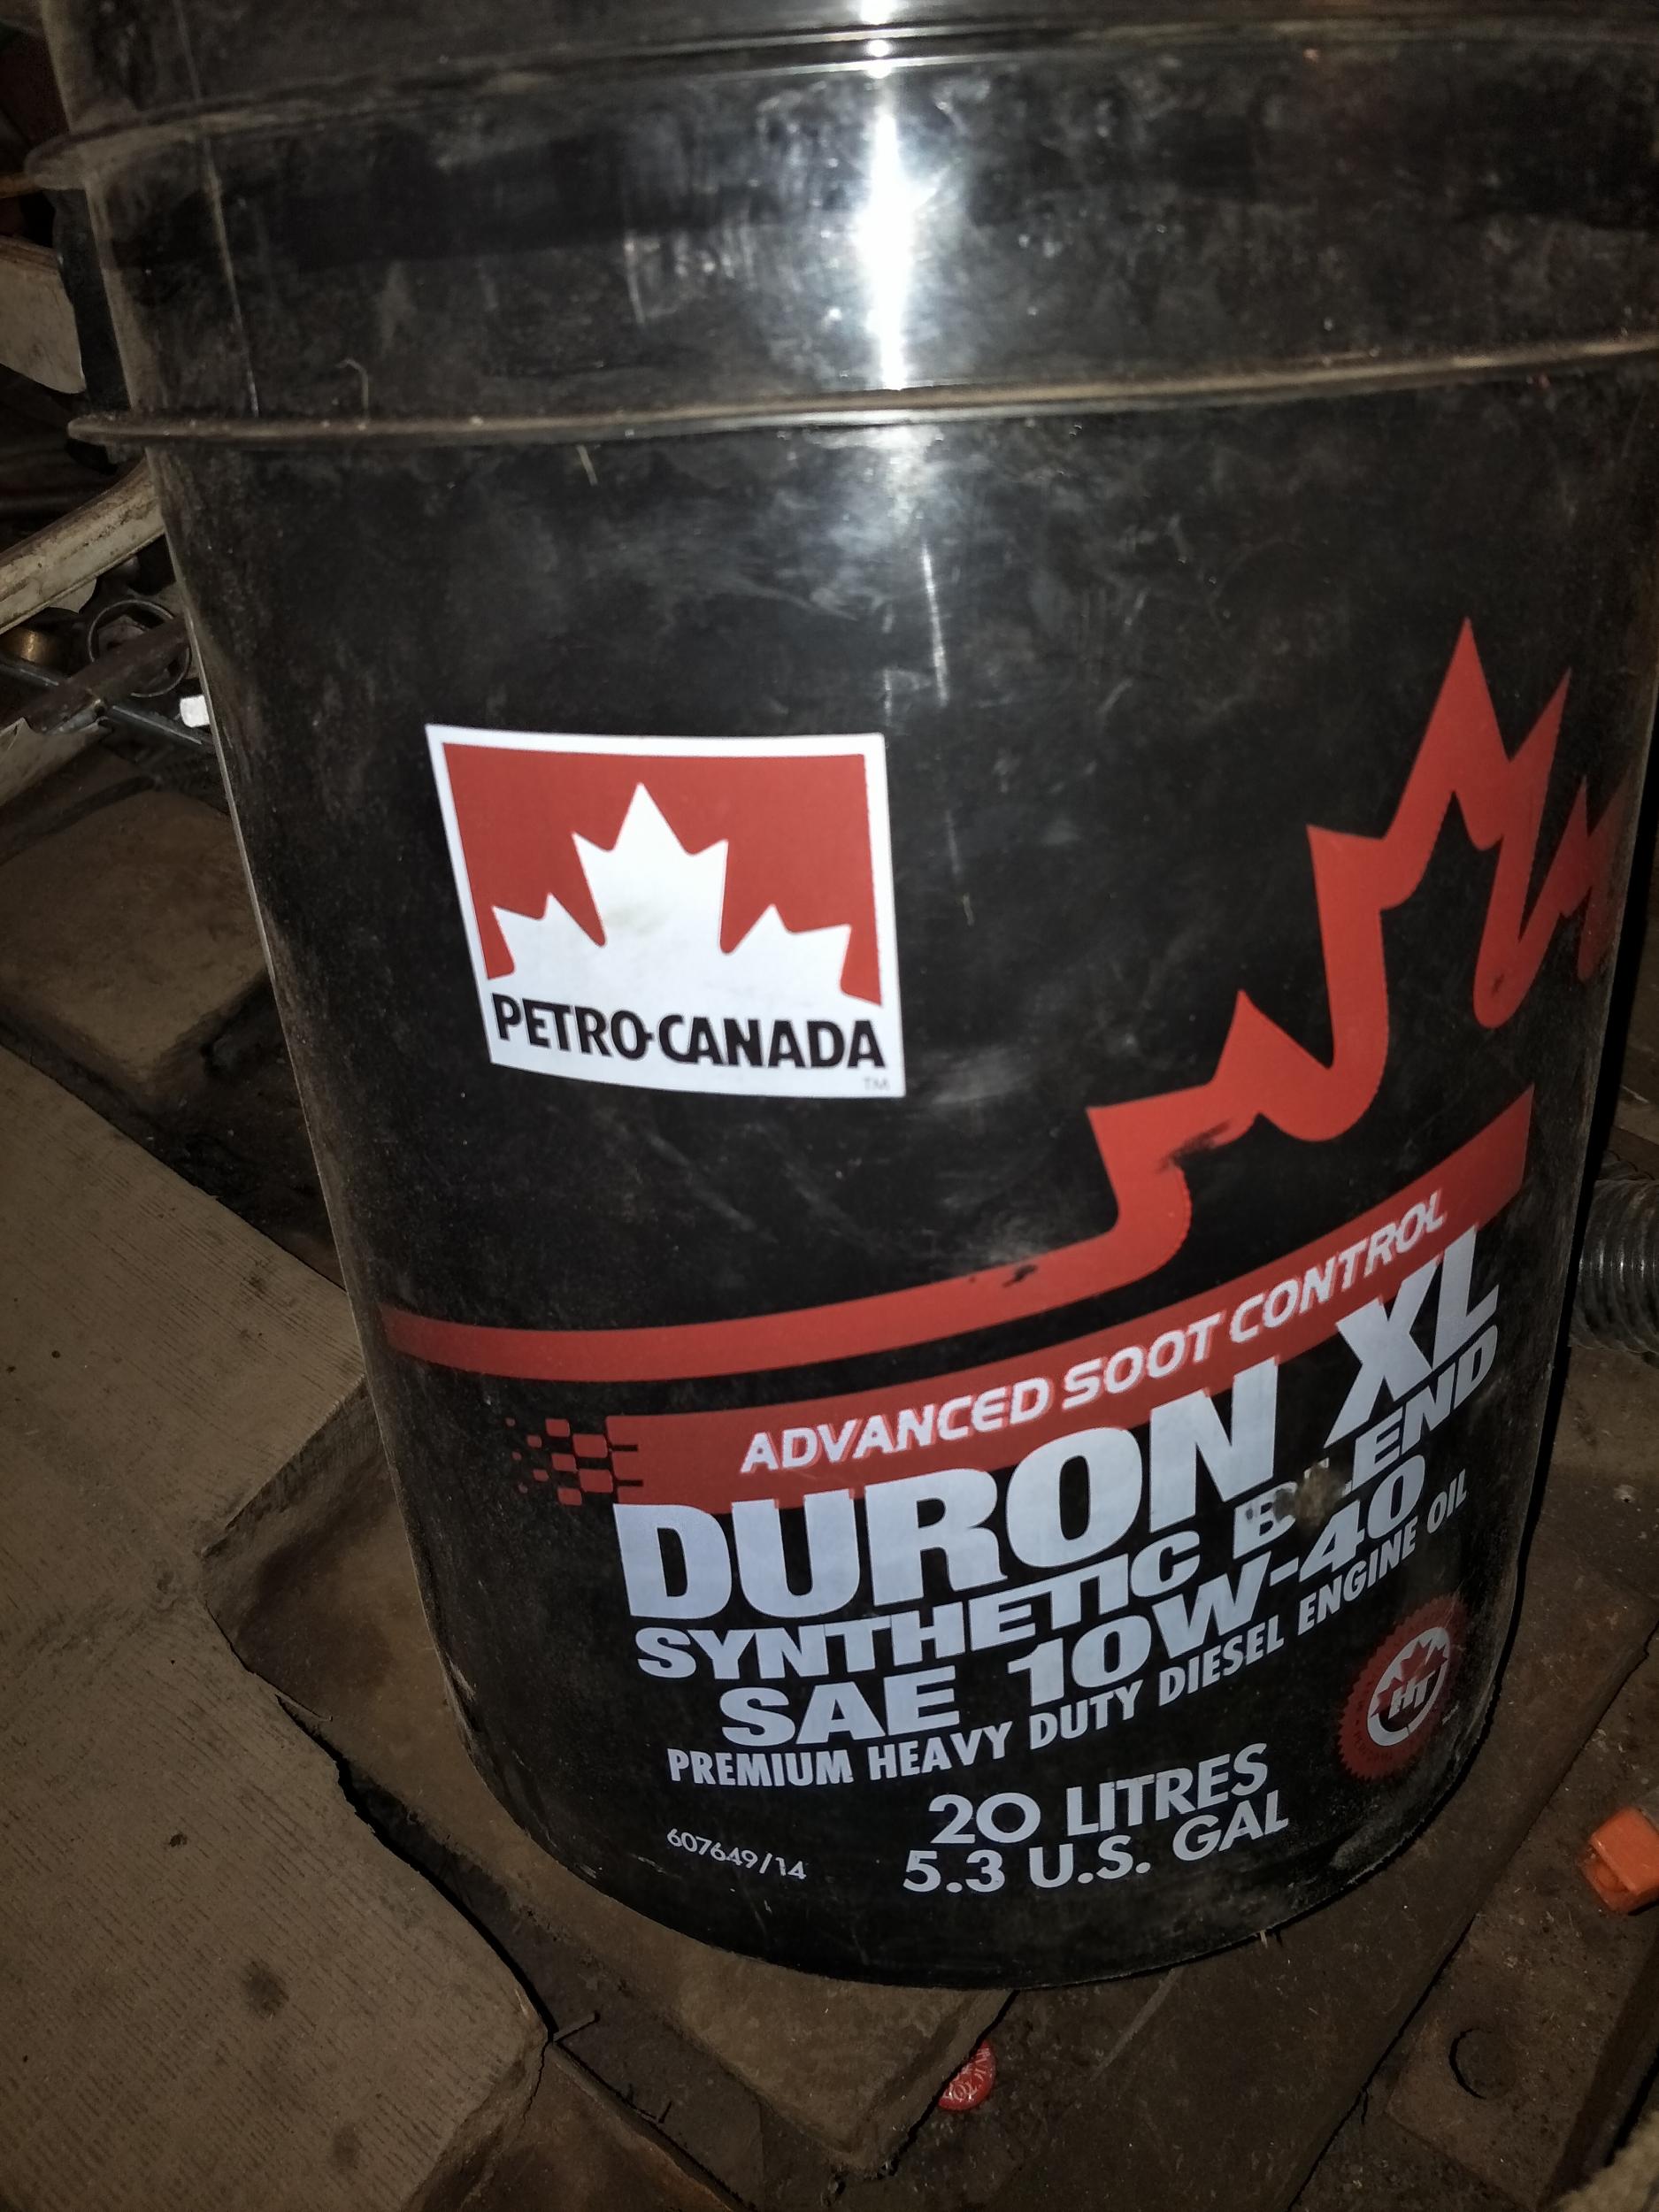 PETRO-CANADA
TM
ADVANCED SOOT CONTROL
DURON XL
SYNTHETIC BLEND
SAE 10W-40
PREMIUM HEAVY DUTY DIESEL ENGINE OIL
HT
20 LITRES
5.3 U.S. GAL
607649/14